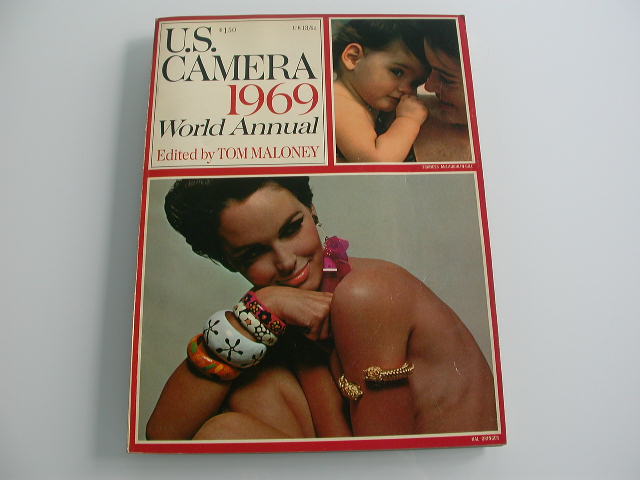 U.S.
$1.50
CAMERA
1969
World Annual
Edited by TOM MALONEY